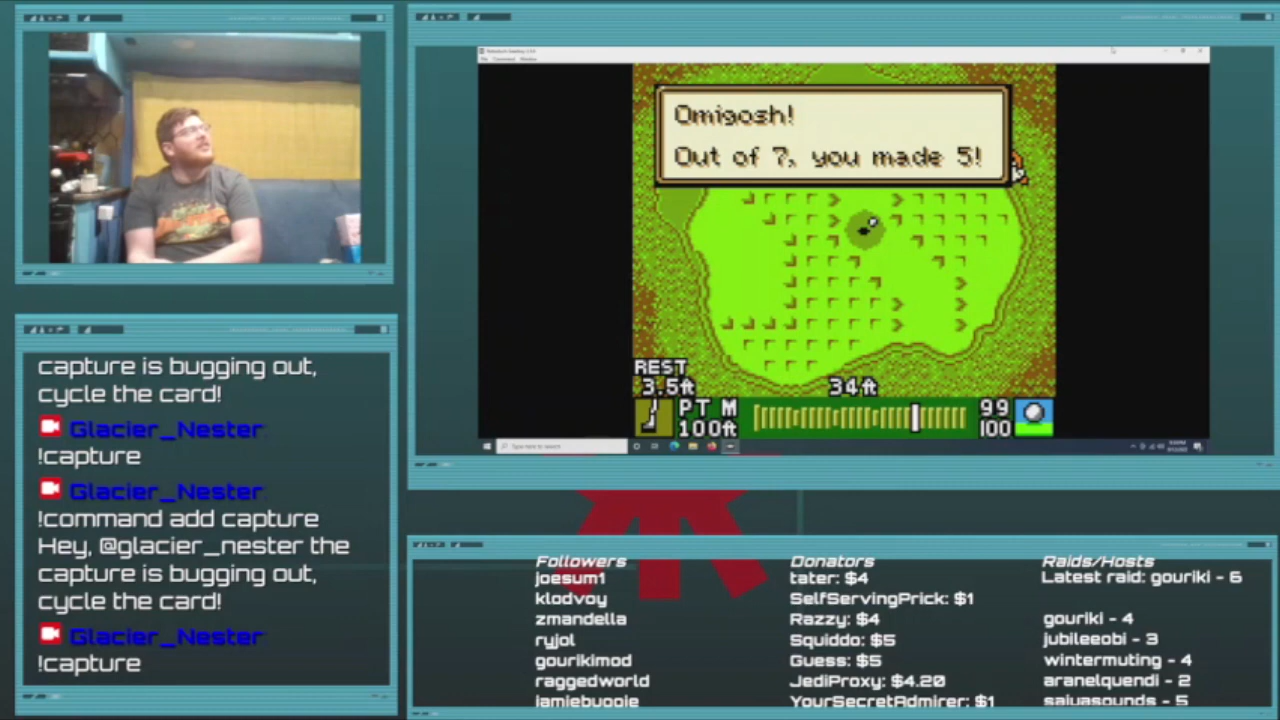 Omigosh!
Out of 7, you made 5!
REST
3.5ft
34ft
PT M
100ft
99
100
capture is bugging out,
cycle the card!
Glacier_Nester
!capture
Glacier_Nester
!command add capture
Hey, @glacier_nester the
capture is bugging out,
cycle the card!
Glacier_Nester
!capture
Followers
joesum1
klodvoy
zmandella
ryjol
gourikimod
raggedworld
jamiebugqie
Donators
tater: $4
SelfServingPrick: $1
Razzy: $4
Squiddo: $5
Guess: $5
JediProxy: $4.20
YourSecretAdmirer: $1
Raids/Hosts
Latest raid: gouriki - 6
gouriki - 4
jubileeobi - 3
wintermuting - 4
aranelquendi - 2
saiyasounds - 5